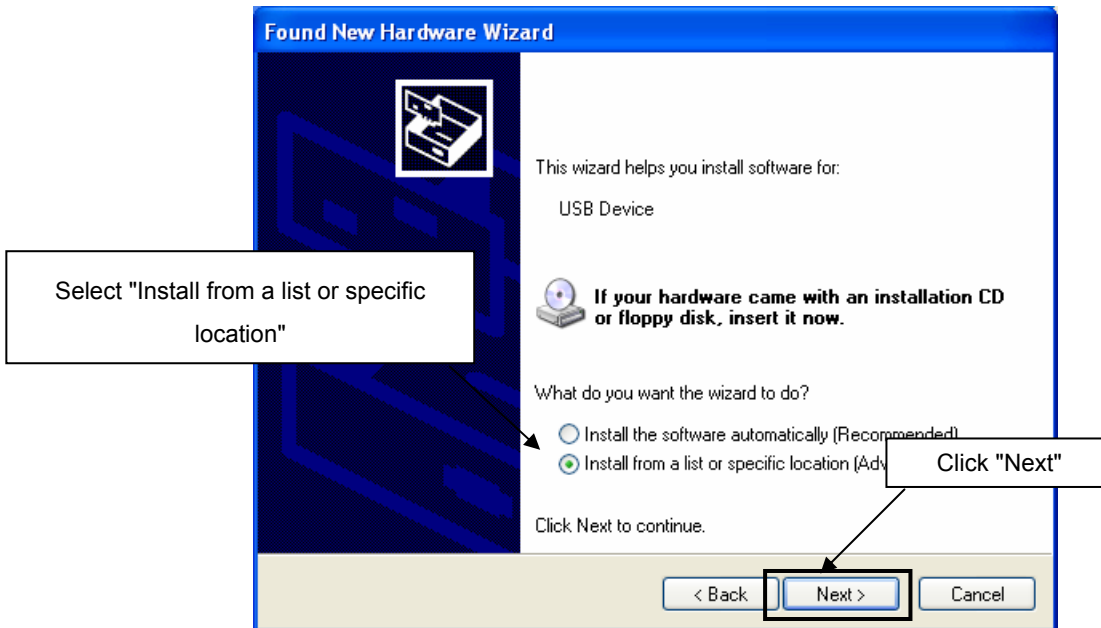 Found New Hardware Wizard
This wizard helps you install software for:
USB Device
Select "Install from a list or specific
location"
If your hardware came with an installation CD
or floppy disk, insert it now.
What do you want the wizard to do?
Install the software automatically (Recommended)
Install from a list or specific location (Adv
Click "Next"
Click Next to continue.
< Back
Next >
Cancel